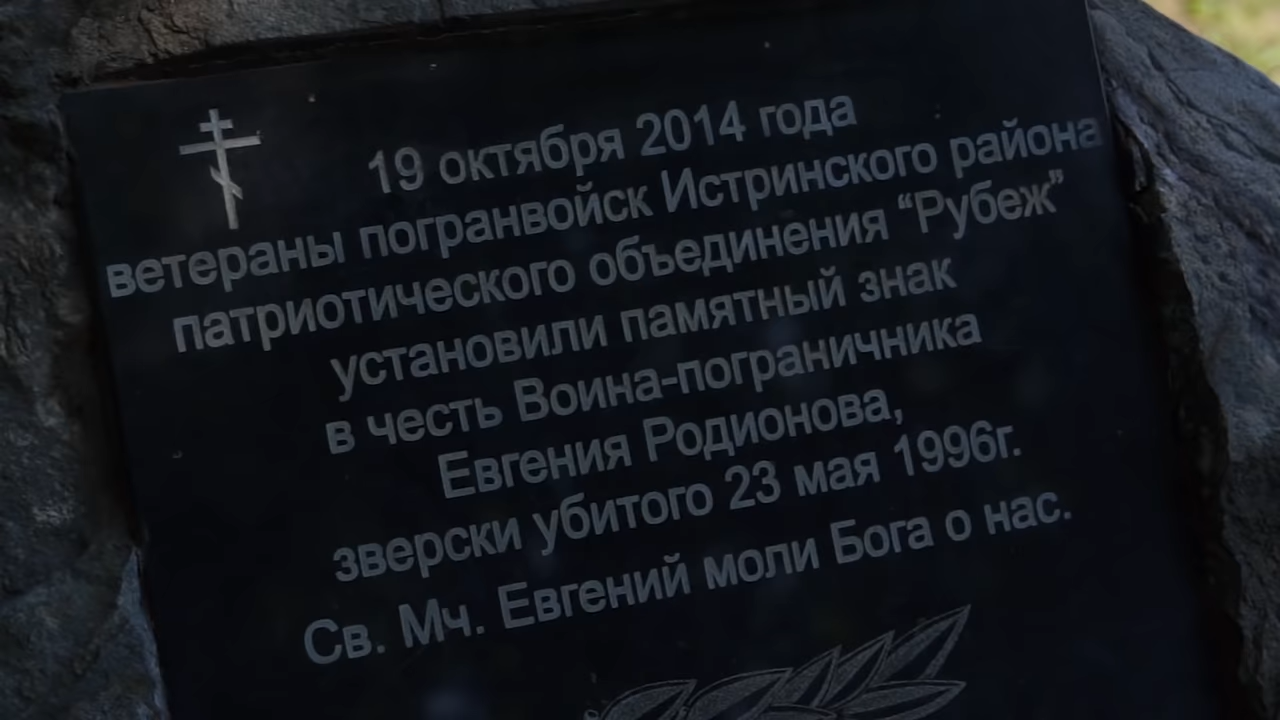 19 октября 2014 года
ветераны погранвойск Истринского района
патриотического объединения “Рубеж”
установили памятный знак
в честь Воина-пограничника
Евгения Родионова,
зверски убитого 23 мая 1996г.
Св. Мч. Евгений моли Бога о нас.